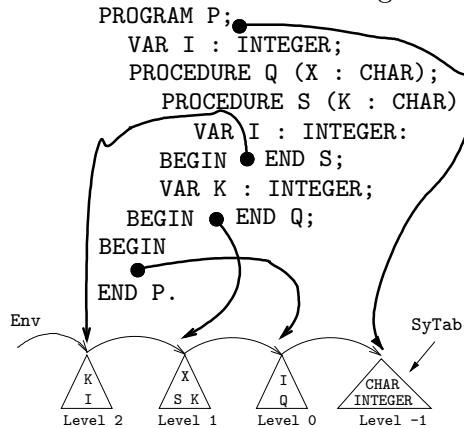 PROGRAM P;
VAR I : INTEGER;
PROCEDURE Q (X : CHAR);
PROCEDURE S (K : CHAR)
VAR I : INTEGER:
BEGIN END S;
VAR K : INTEGER;
BEGIN END Q;
BEGIN
END P.
Env
SyTab
K
I
X
S K
I
Q
CHAR
INTEGER
Level 2 Level 1 Level 0 Level -1